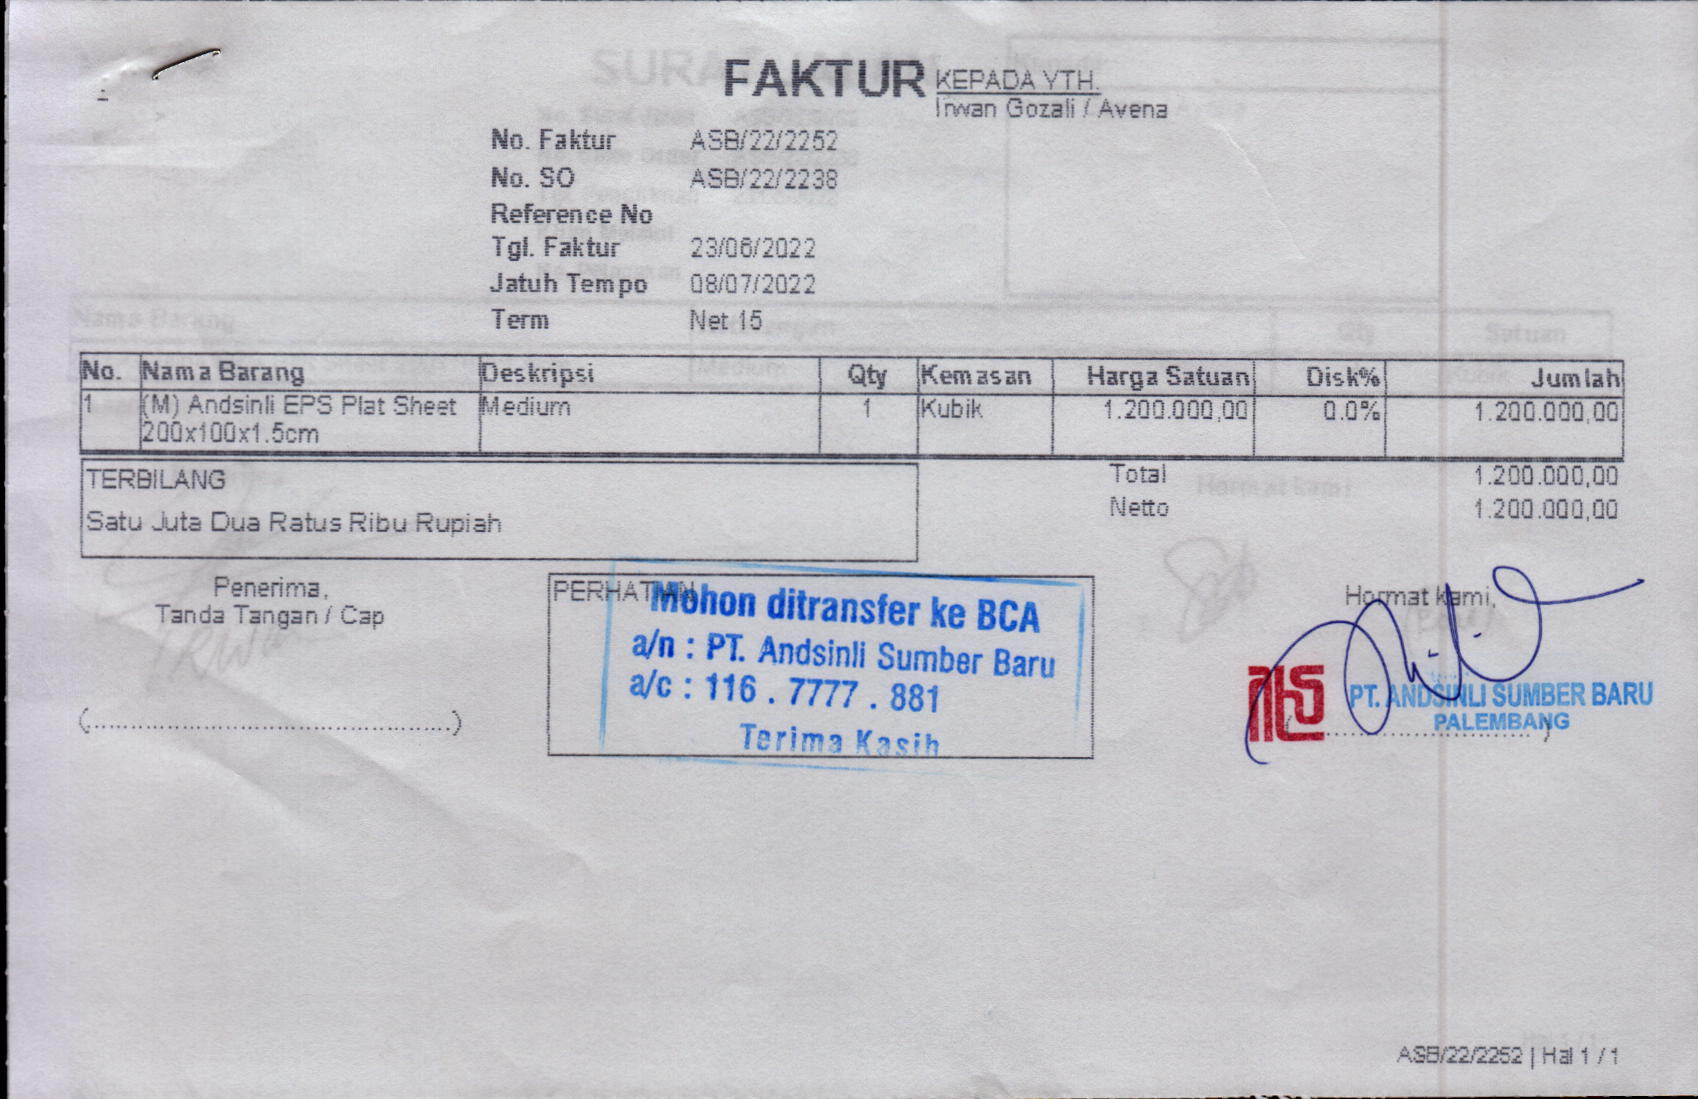 FAKTUR
KEPADA YTH.
Irwan Gozali / Avena
No. Faktur ASB/22/2252
No. SO ASB/22/2238
Reference No
Tgl. Faktur 23/06/2022
Jatuh Tempo 08/07/2022
Term Net 15
No. Nama Barang Deskripsi Qty Kemasan Harga Satuan Disk% Jumlah
1 (M) Andsinli EPS Plat Sheet Medium 1 Kubik 1.200.000,00 0.0% 1.200.000,00
200x100x1.5cm
TERBILANG
Satu Juta Dua Ratus Ribu Rupiah
Total 1.200.000,00
Netto 1.200.000,00
Penerima,
Tanda Tangan / Cap
(..............................................)
PERHATIAN
Mohon ditransfer ke BCA
a/n : PT. Andsinli Sumber Baru
a/c : 116 . 7777 . 881
Terima Kasih
Hormat kami,
PT. ANDSINLI SUMBER BARU
PALEMBANG
ASB/22/2252 | Hal 1 / 1